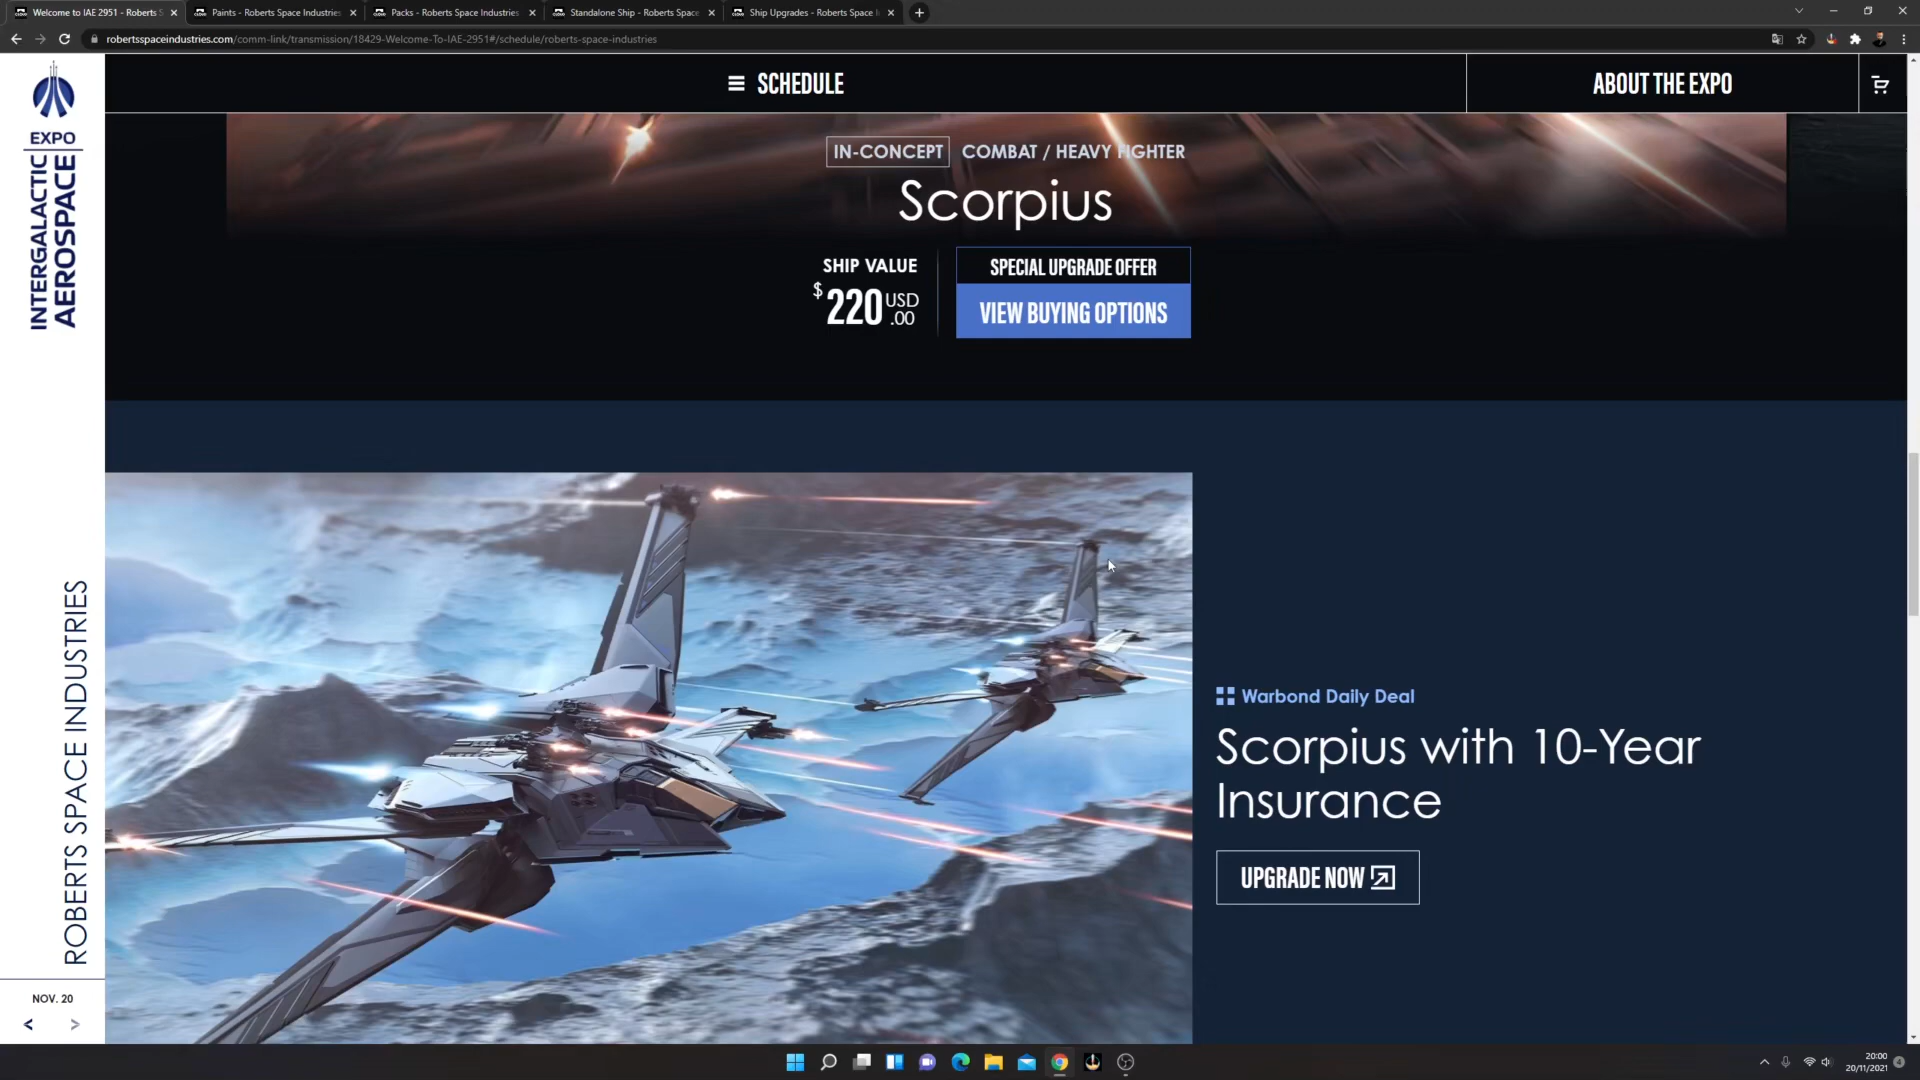 Welcome to IAE 2951 - Roberts S
Paints - Roberts Space Industries
Packs - Roberts Space Industries
Standalone Ship - Roberts Space
Ship Upgrades - Roberts Space I
robertsspaceindustries.com/comm-link/transmission/18429-Welcome-To-IAE-2951#/schedule/roberts-space-industries
SCHEDULE
ABOUT THE EXPO
EXPO
INTERGALACTIC
AEROSPACE
IN-CONCEPT
COMBAT / HEAVY FIGHTER
Scorpius
SHIP VALUE
$220.00 USD
SPECIAL UPGRADE OFFER
VIEW BUYING OPTIONS
ROBERTS SPACE INDUSTRIES
Warbond Daily Deal
Scorpius with 10-Year
Insurance
UPGRADE NOW
NOV. 20
< >
20:00
20/11/2021
4